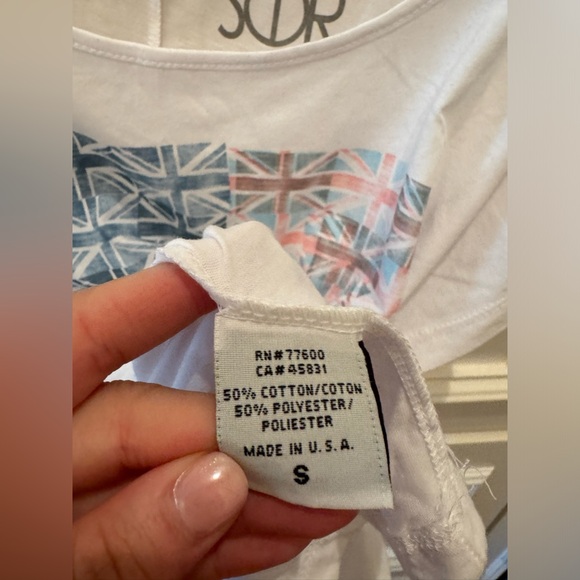 RN#77600
CA#45831
50% COTTON/COTON
50% POLYESTER/
POLIESTER
MADE IN U.S.A.
S